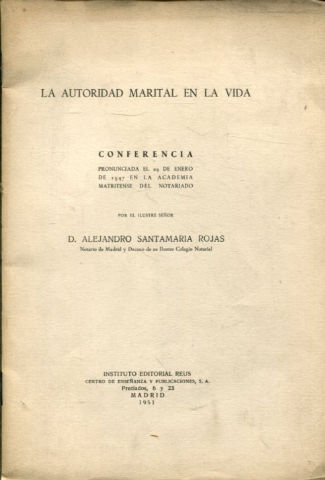 LA AUTORIDAD MARITAL EN LA VIDA
CONFERENCIA
PRONUNCIADA EL 29 DE ENERO
DE 1947 EN LA ACADEMIA
MATRITENSE DEL NOTARIADO
POR EL ILUSTRE SEÑOR
D. ALEJANDRO SANTAMARIA ROJAS
Notario de Madrid y Decano de su Ilustre Colegio Notarial
INSTITUTO EDITORIAL REUS
CENTRO DE ENSEÑANZA Y PUBLICACIONES, S. A.
Preciados, 6 y 23
MADRID
1951